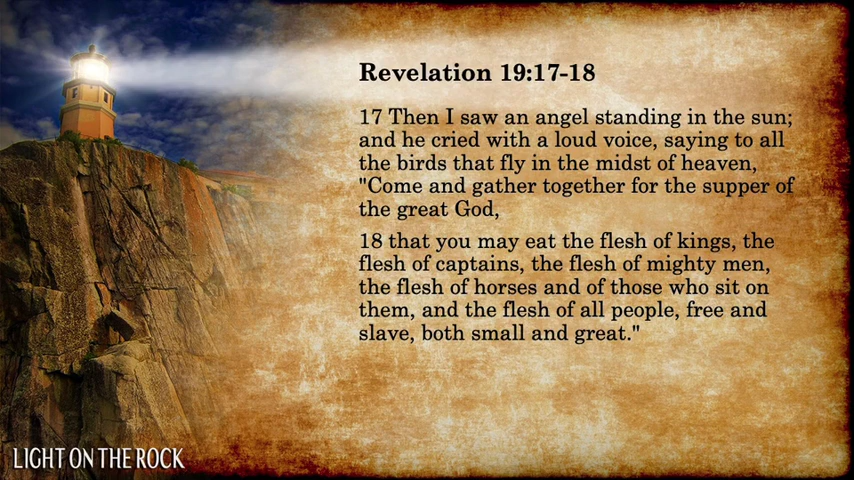 Revelation 19:17-18
17 Then I saw an angel standing in the sun;
and he cried with a loud voice, saying to all
the birds that fly in the midst of heaven,
"Come and gather together for the supper of
the great God,
18 that you may eat the flesh of kings, the
flesh of captains, the flesh of mighty men,
the flesh of horses and of those who sit on
them, and the flesh of all people, free and
slave, both small and great."
LIGHT ON THE ROCK